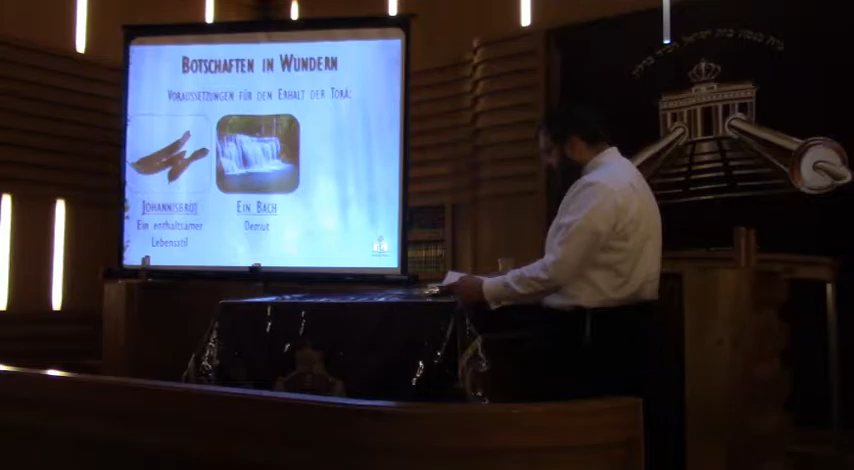 BOTSCHAFTEN IN WUNDERN
VORAUSSETZUNGEN FÜR DEN ERHALT DER TORÁ:
JOHANNISBROT
Ein enthaltsamer
Lebensstil
EIN BACH
Demut